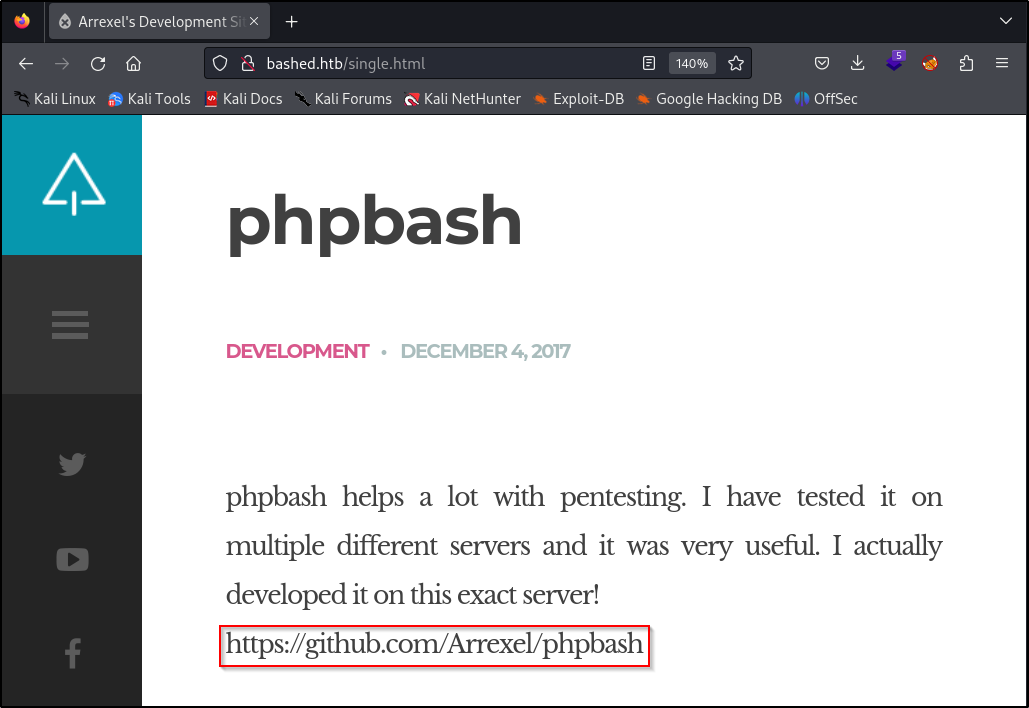 Arrexel's Development Sit
bashed.htb/single.html
140%
5
Kali Linux
Kali Tools
Kali Docs
Kali Forums
Kali NetHunter
Exploit-DB
Google Hacking DB
OffSec
phpbash
DEVELOPMENT • DECEMBER 4, 2017
phpbash helps a lot with pentesting. I have tested it on
multiple different servers and it was very useful. I actually
developed it on this exact server!
https://github.com/Arrexel/phpbash